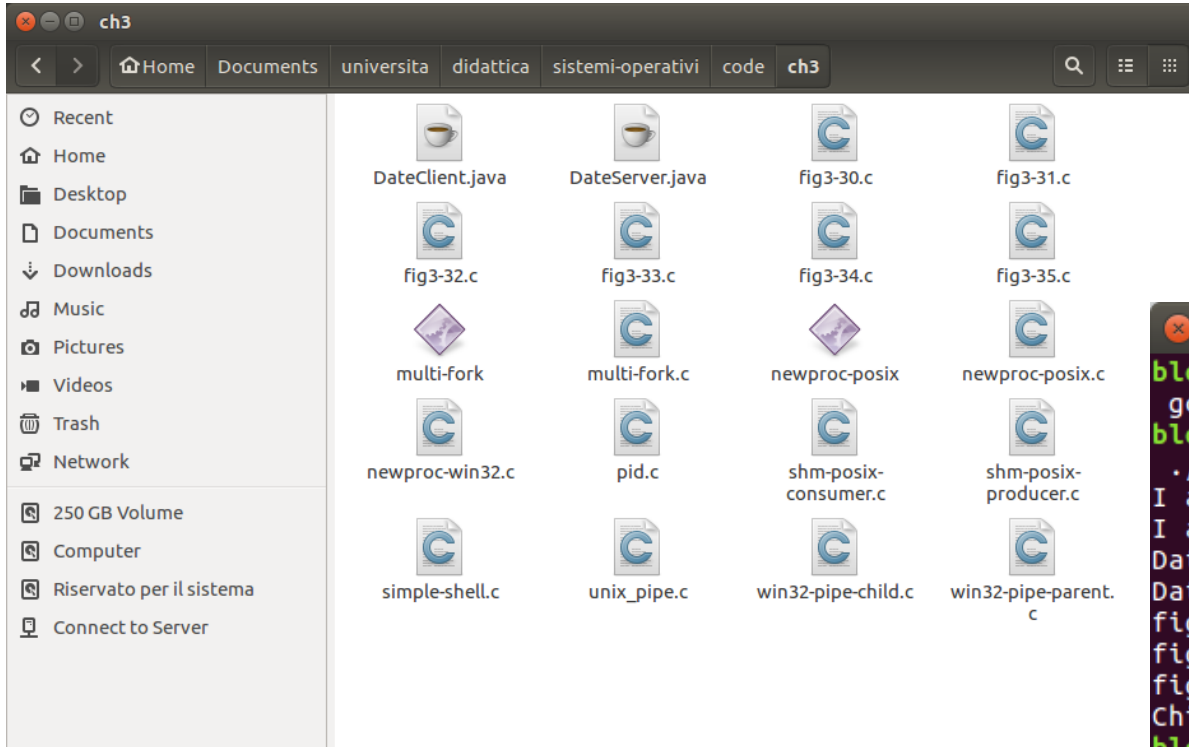 ch3
Home Documents universita didattica sistemi-operativi code ch3
Recent
Home
Desktop
Documents
Downloads
Music
Pictures
Videos
Trash
Network
250 GB Volume
Computer
Riservato per il sistema
Connect to Server
DateClient.java DateServer.java fig3-30.c fig3-31.c
fig3-32.c fig3-33.c fig3-34.c fig3-35.c
multi-fork multi-fork.c newproc-posix newproc-posix.c
newproc-win32.c pid.c shm-posix- shm-posix-
consumer.c producer.c
simple-shell.c unix_pipe.c win32-pipe-child.c win32-pipe-parent.
c
I
I